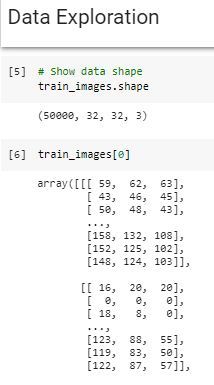 Data Exploration
[5] # Show data shape
train_images.shape
(50000, 32, 32, 3)
[6] train_images[0]
array([[[ 59, 62, 63],
[ 43, 46, 45],
[ 50, 48, 43],
...,
[158, 132, 108],
[152, 125, 102],
[148, 124, 103]],
[[ 16, 20, 20],
[ 0, 0, 0],
[ 18, 8, 0],
...,
[123, 88, 55],
[119, 83, 50],
[122, 87, 57]],